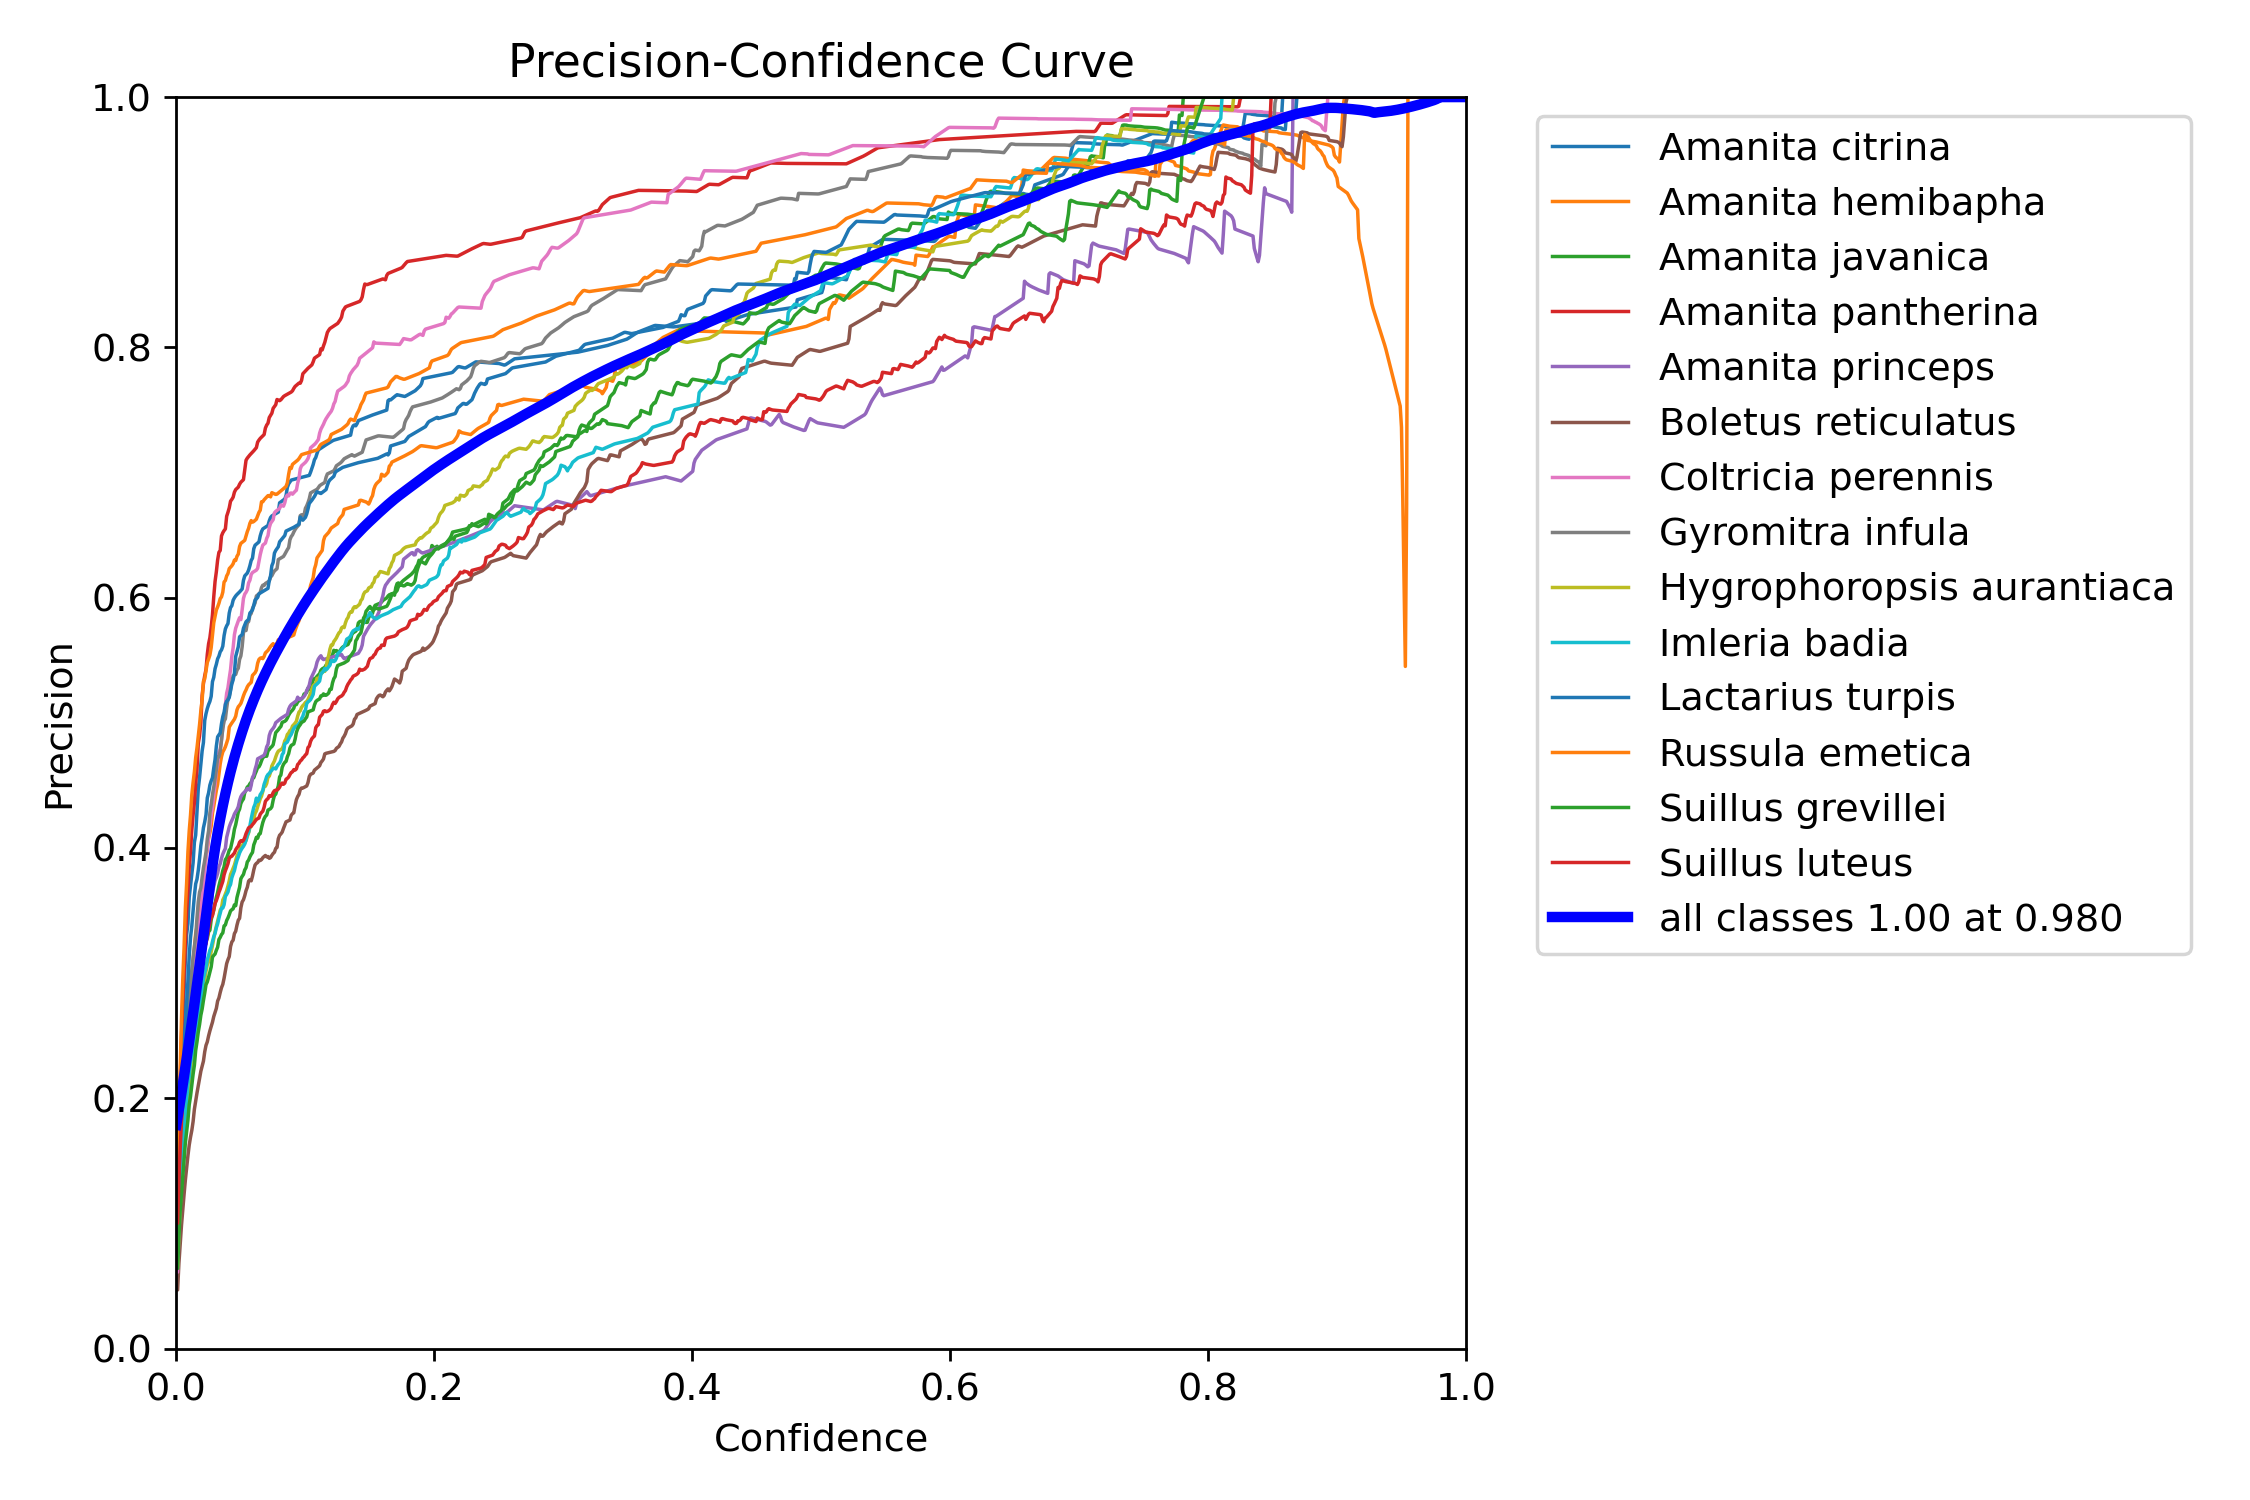 Precision-Confidence Curve
1.0
0.8
0.6
0.4
0.2
0.0
Precision
0.0 0.2 0.4 0.6 0.8 1.0
Confidence
Amanita citrina
Amanita hemibapha
Amanita javanica
Amanita pantherina
Amanita princeps
Boletus reticulatus
Coltricia perennis
Gyromitra infula
Hygrophoropsis aurantiaca
Imleria badia
Lactarius turpis
Russula emetica
Suillus grevillei
Suillus luteus
all classes 1.00 at 0.980